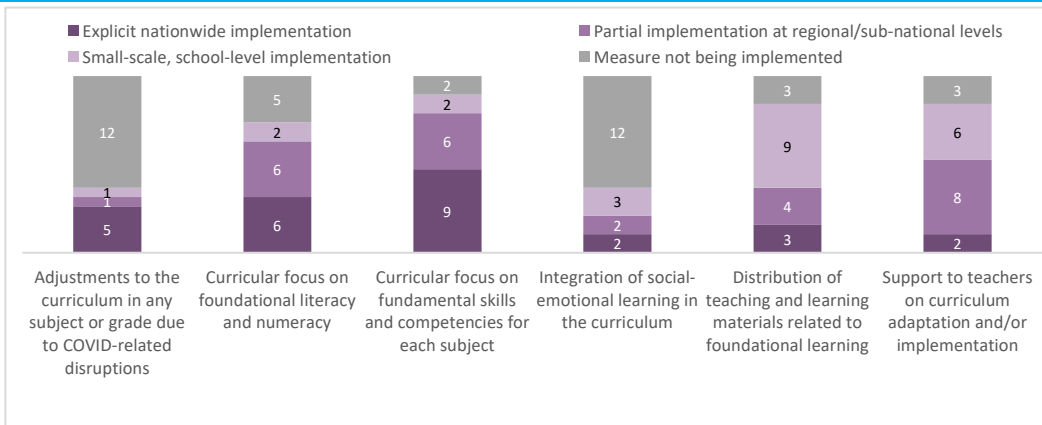 Explicit nationwide implementation
Partial implementation at regional/sub-national levels
Small-scale, school-level implementation
Measure not being implemented
12
1
1
5
5
2
6
6
2
2
6
9
12
3
2
2
3
9
4
3
3
6
8
2
Adjustments to the
curriculum in any
subject or grade due
to COVID-related
disruptions
Curricular focus on
foundational literacy
and numeracy
Curricular focus on
fundamental skills
and competencies for
each subject
Integration of social-
emotional learning in
the curriculum
Distribution of
teaching and learning
materials related to
foundational learning
Support to teachers
on curriculum
adaptation and/or
implementation